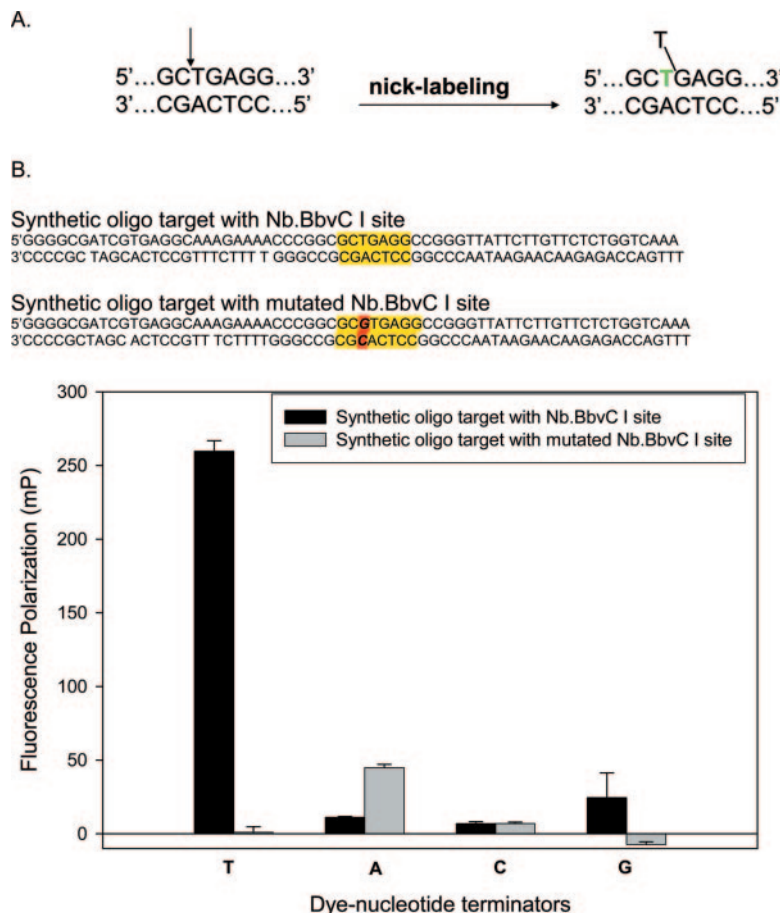 A.
T
5'...GCTGAGG...3' nick-labeling 5'...GCTGAGG...3'
3'...CGACTCC...5' 3'...CGACTCC...5'
B.
Synthetic oligo target with Nb.BbvC I site
5'GGGGCGATCGTGAGGCAAAGAAAACCCGGCGCTGAGGCCGGGTTATTCTTGTTCTCTGGTCAAA
3'CCCCGC TAGCACTCCGTTTCTTT T GGGCCGCGACTCCGGCCCAATAAGAACAAGAGACCAGTTT
Synthetic oligo target with mutated Nb.BbvC I site
5'GGGGCGATCGTGAGGCAAAGAAAACCCGGCGCGTGAGGCCGGGTTATTCTTGTTCTCTGGTCAAA
3'CCCCGCTAGC ACTCCGTTT TCTTTTGGGCCGCGCACTCCGGCCCAATAAGAACAAGAGACCAGTTT
300
250
200
150
100
50
0
Fluorescence Polarization (mP)
Synthetic oligo target with Nb.BbvC I site
Synthetic oligo target with mutated Nb.BbvC I site
T A C G
Dye-nucleotide terminators